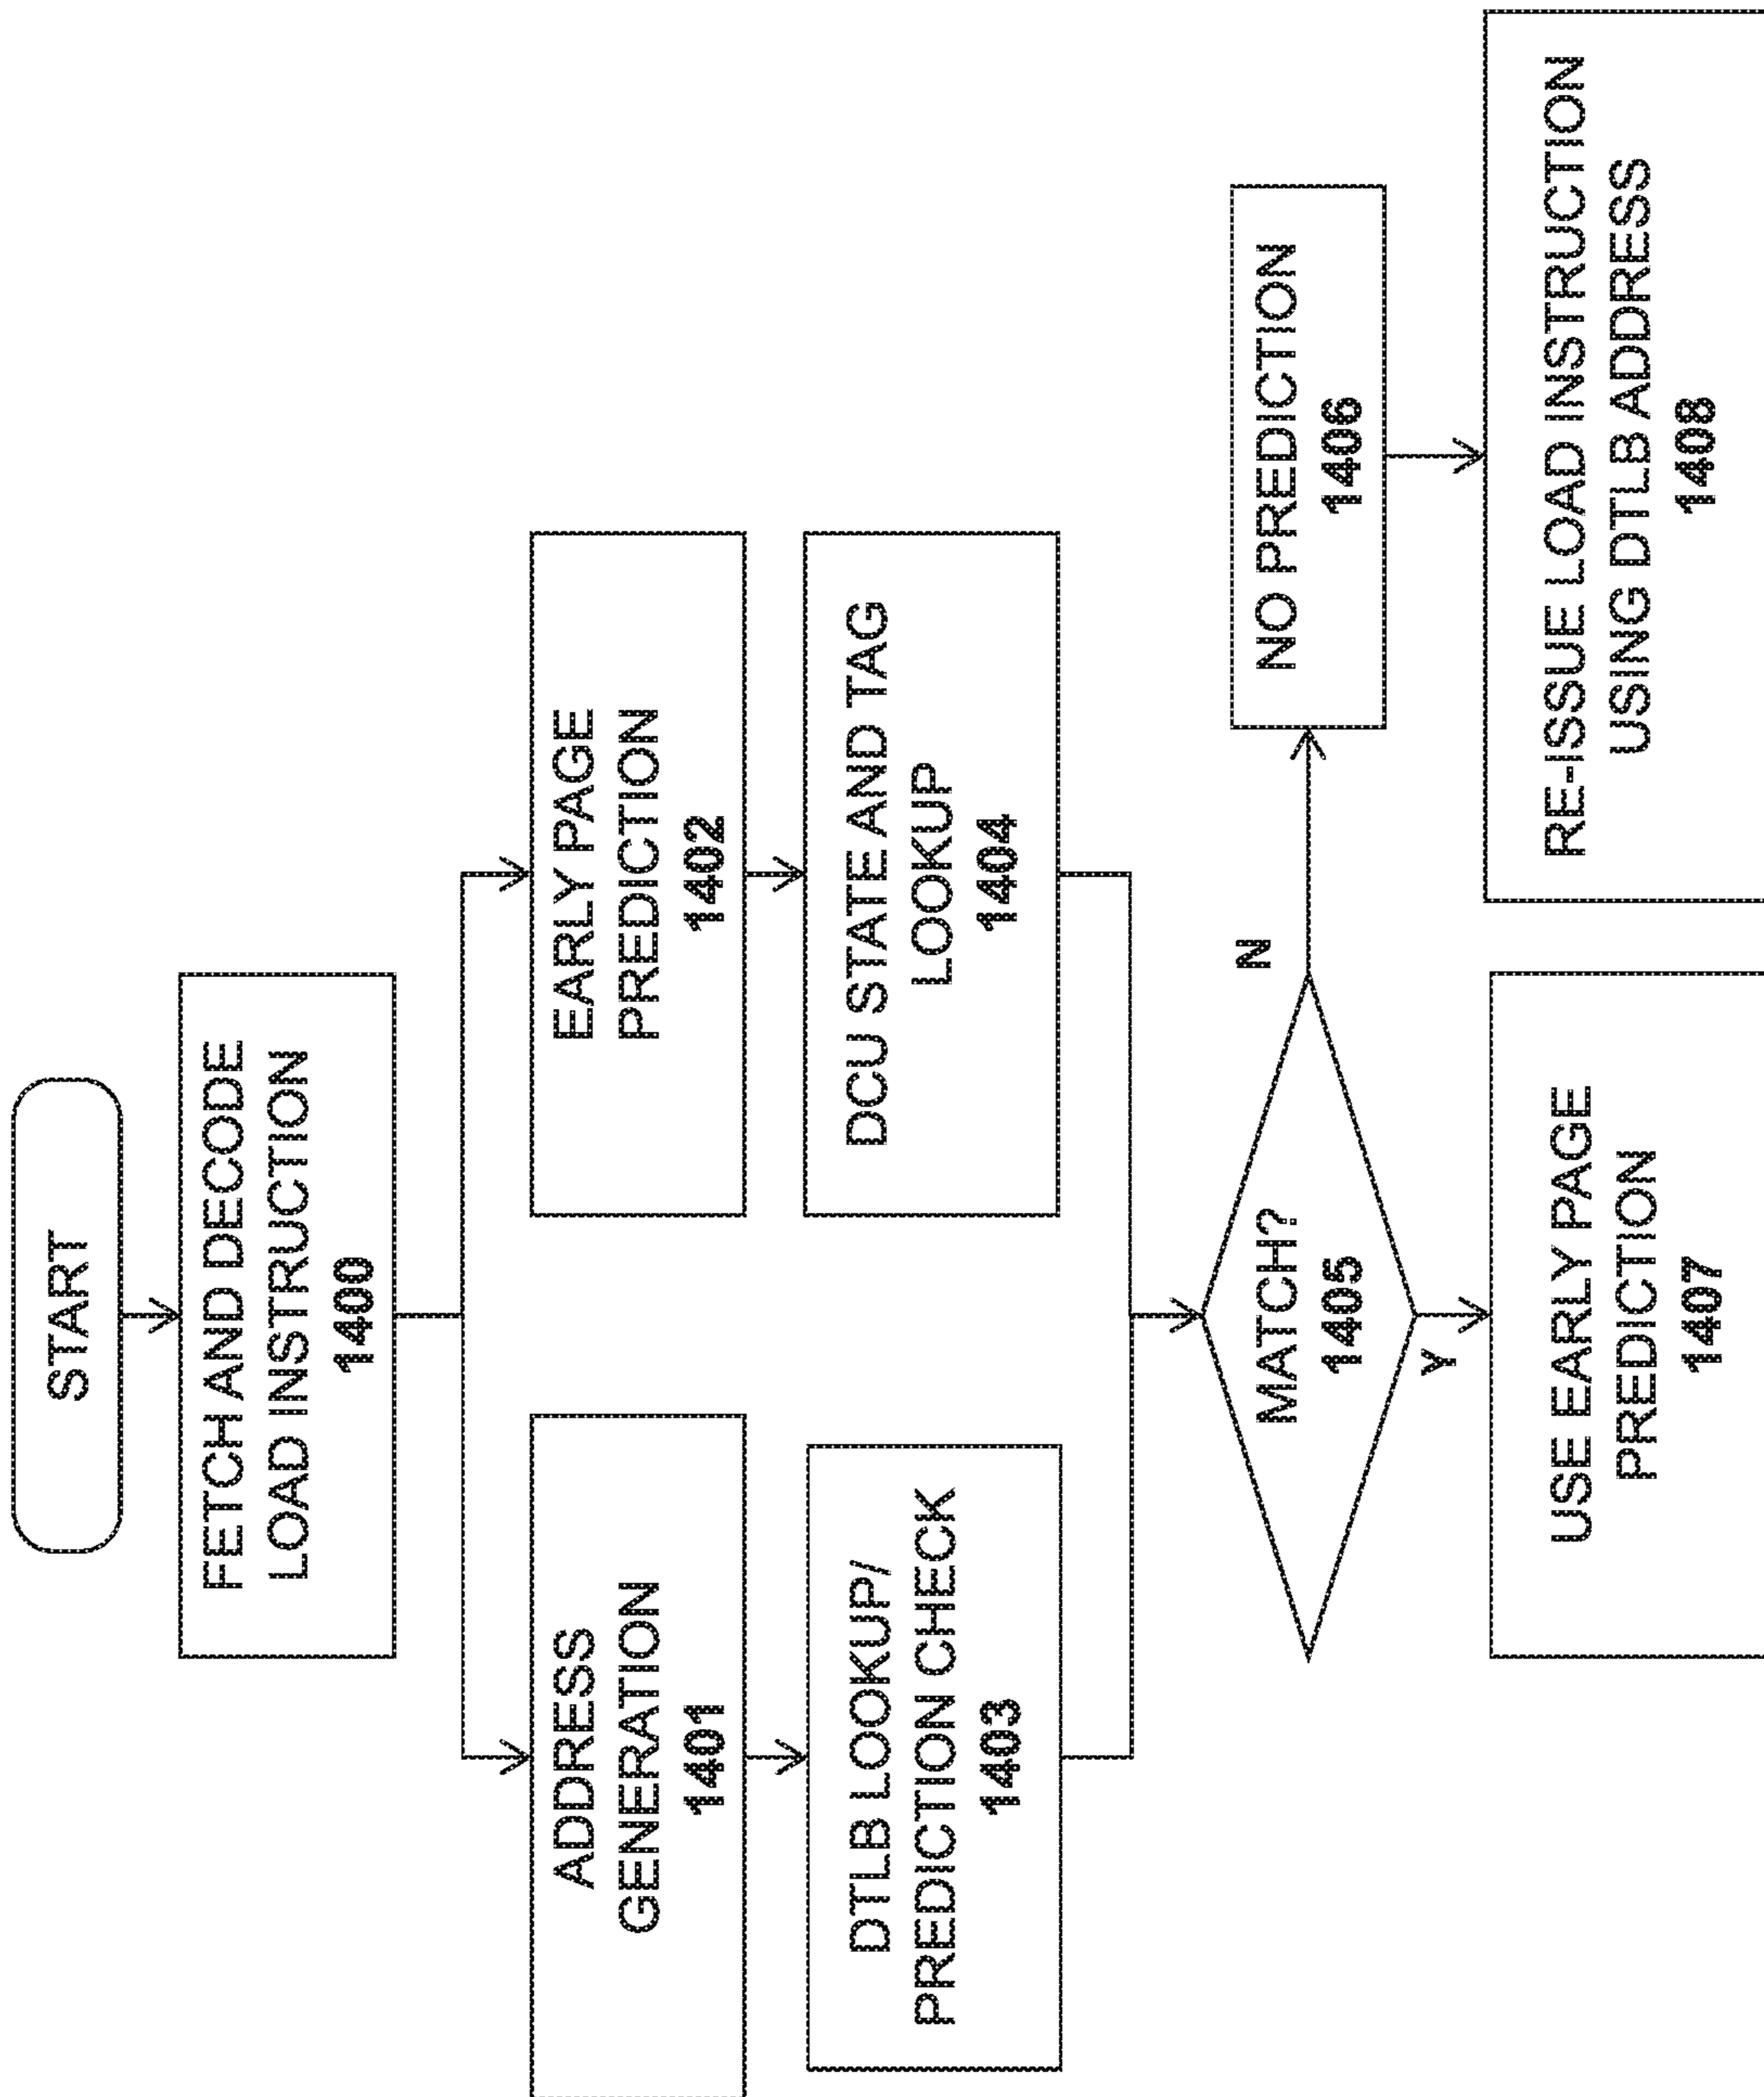 START
FETCH AND DECODE
LOAD INSTRUCTION
1400
ADDRESS
GENERATION
1401
EARLY PAGE
PREDICTION
1402
DTLB LOOKUP/
PREDICTION CHECK
1403
DCU STATE AND TAG
LOOKUP
1404
MATCH?
1405
N
NO PREDICTION
1406
Y
USE EARLY PAGE
PREDICTION
1407
RE-ISSUE LOAD INSTRUCTION
USING DTLB ADDRESS
1408